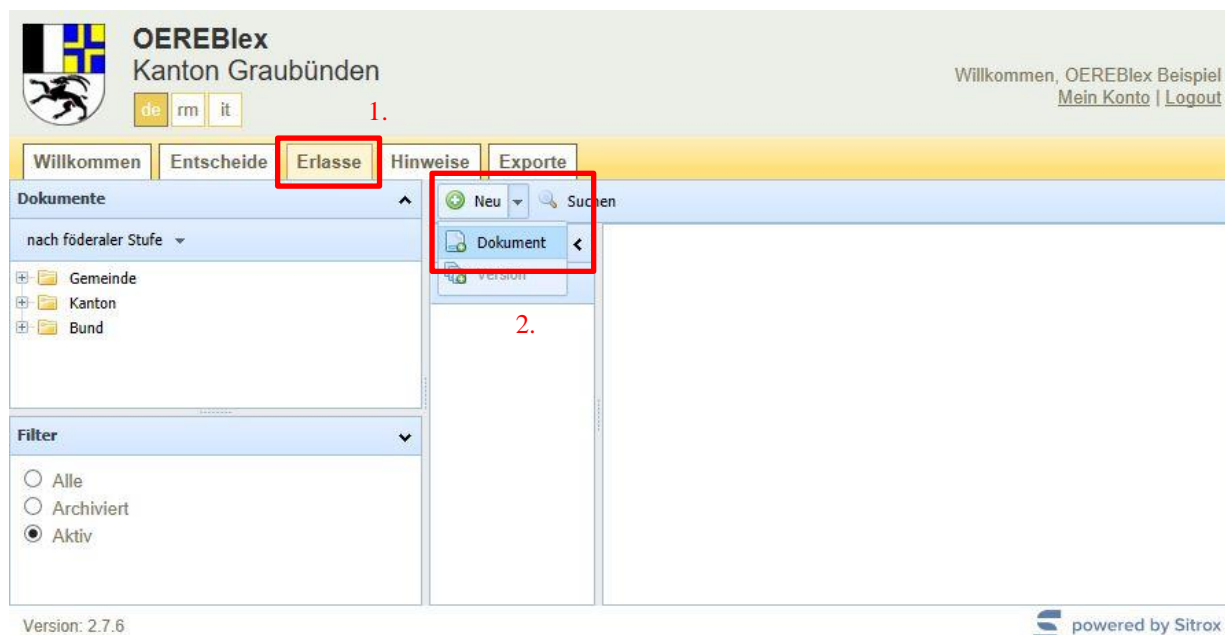 OEREBlex
Kanton Graubünden
Willkommen, OEREBlex Beispiel
Mein Konto | Logout
de rm it
1.
Willkommen Entscheide Erlasse Hinweise Exporte
Dokumente
Neu Suchen
nach föderaler Stufe
Dokument
Version
Gemeinde
Kanton
Bund
2.
Filter
Alle
Archiviert
Aktiv
Version: 2.7.6
powered by Sitrox